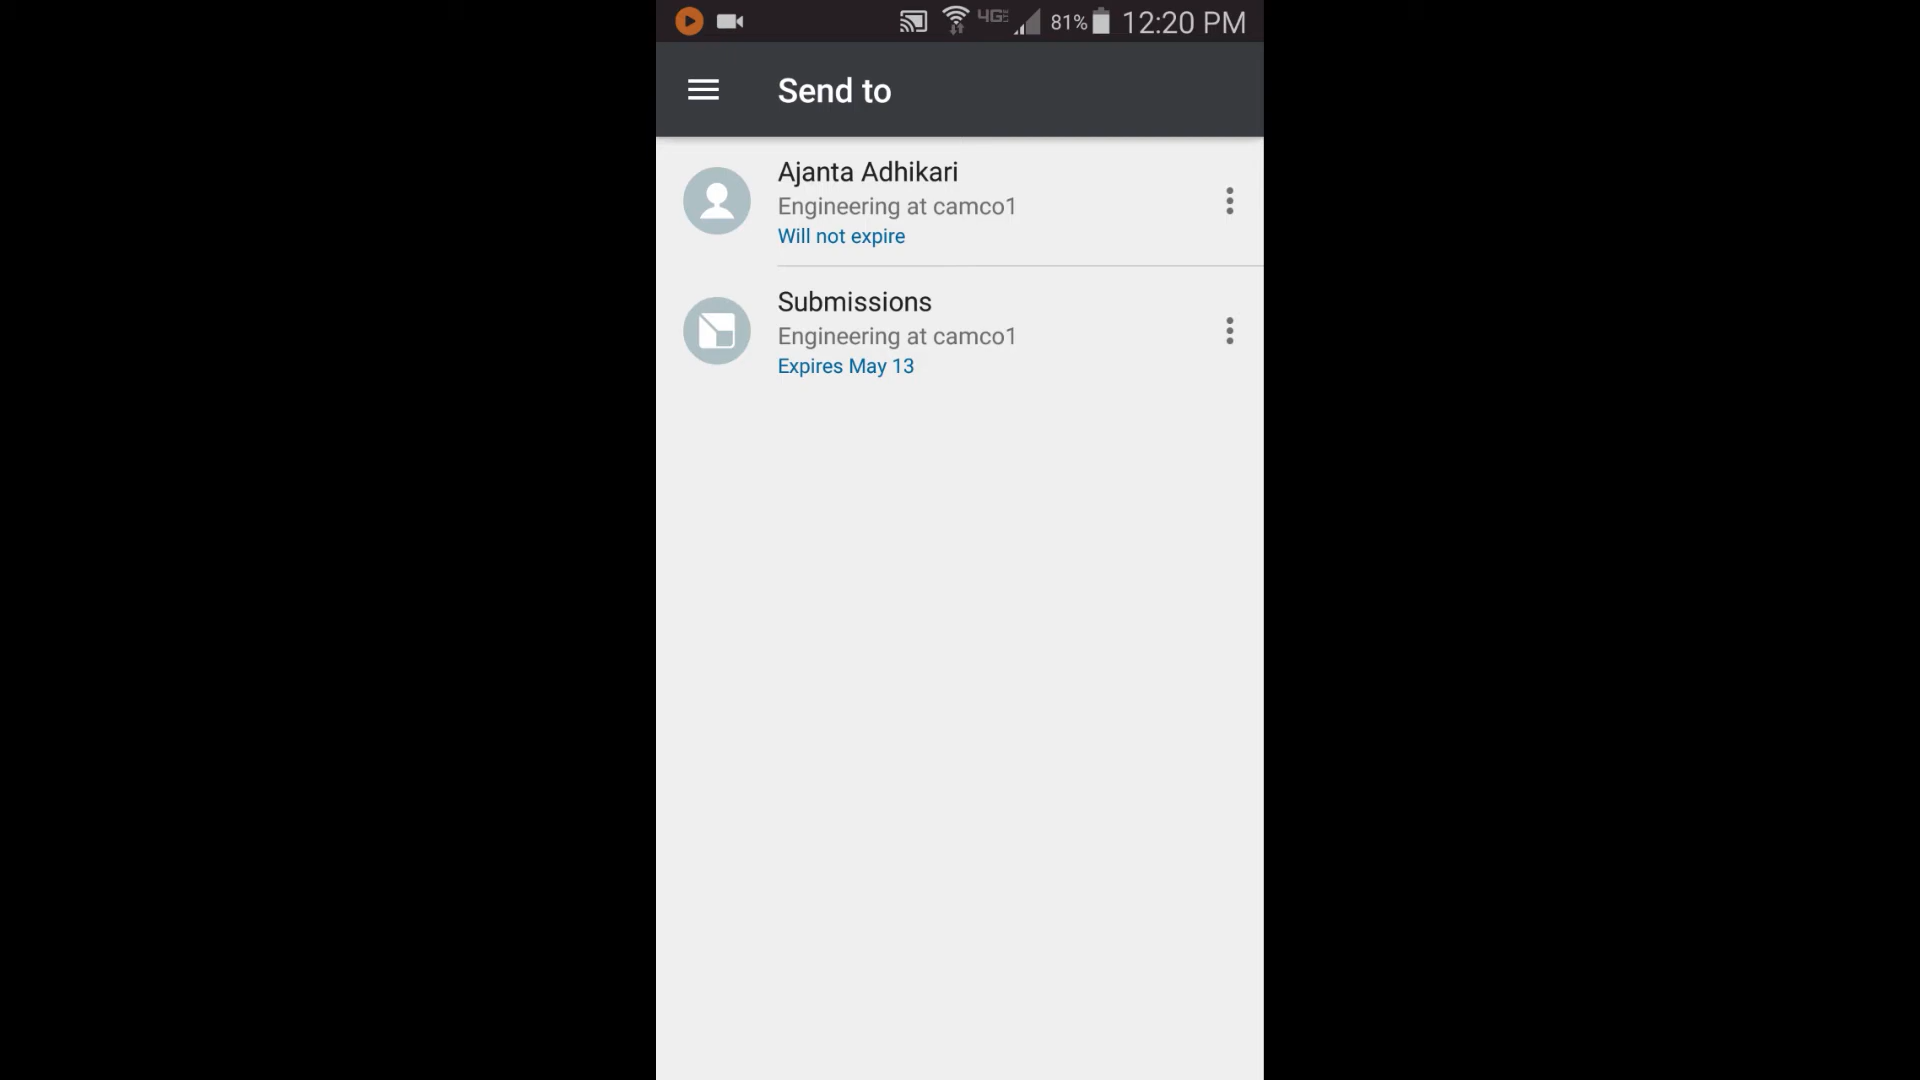 4G LTE 81% 12:20 PM
Send to
Ajanta Adhikari
Engineering at camco1
Will not expire
Submissions
Engineering at camco1
Expires May 13